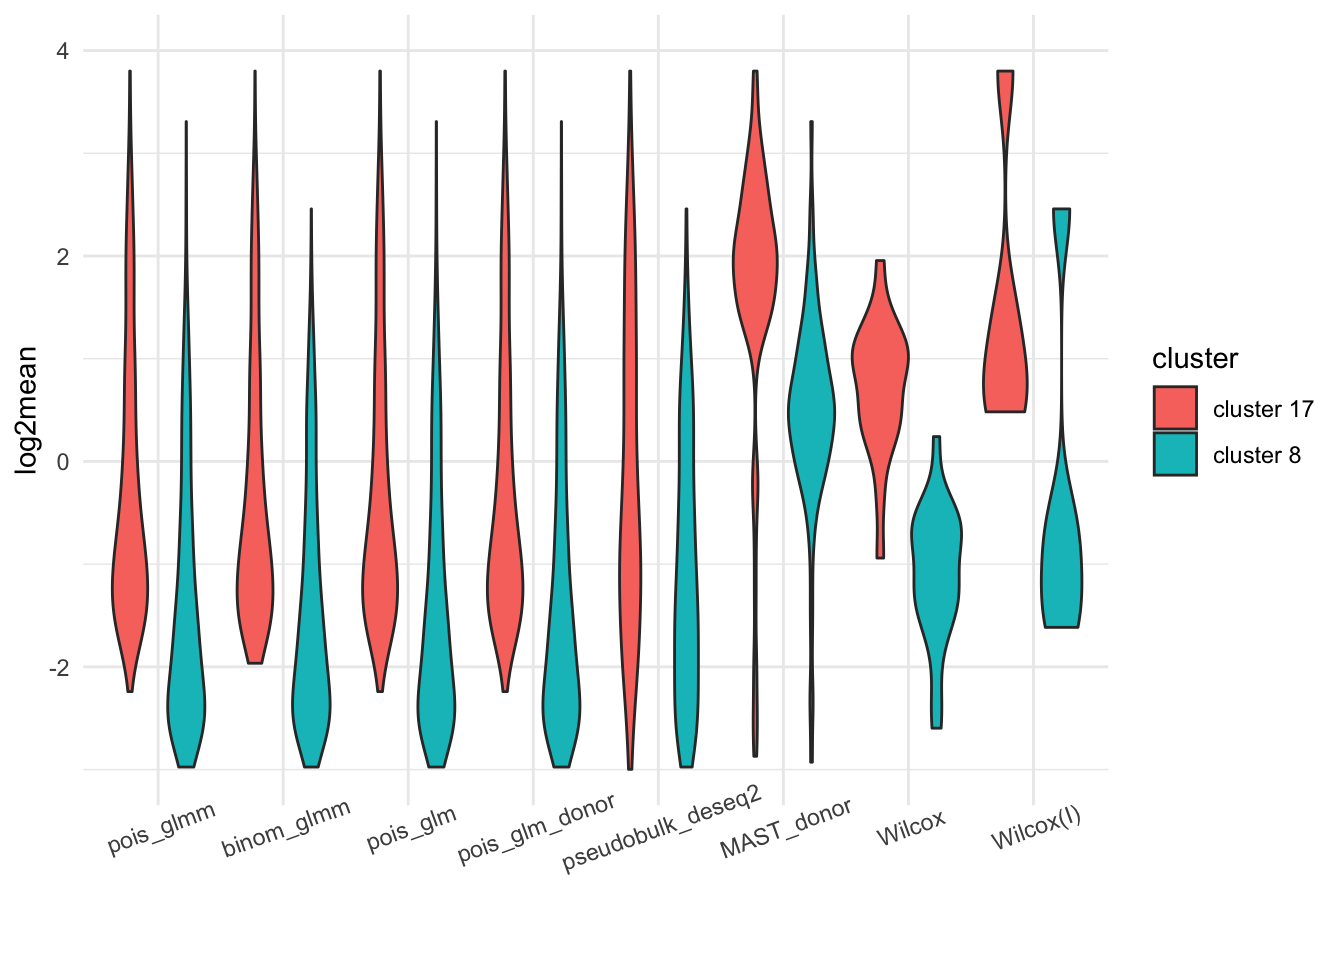 4
2
0
-2
log2mean
pois_glmm
binom_glmm
pois_glm
pois_glm_donor
pseudobulk_deseq2
MAST_donor
Wilcox
Wilcox(l)
cluster
cluster 17
cluster 8